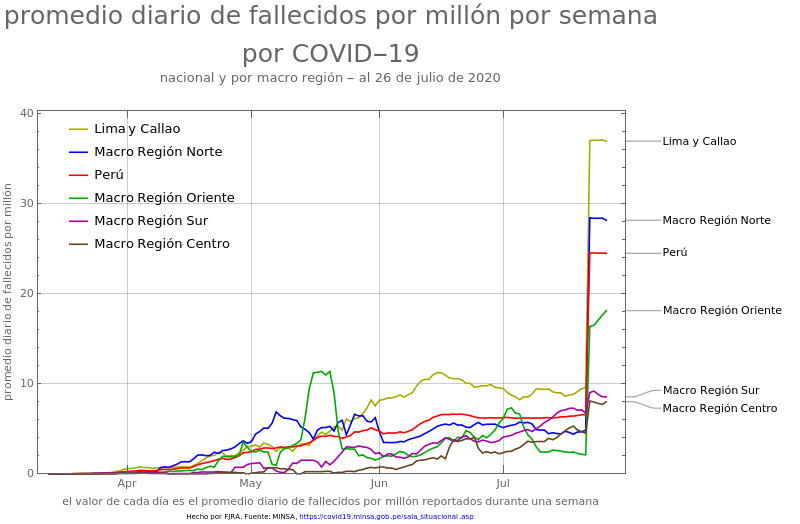 promedio diario de fallecidos por millón por semana
por COVID−19
nacional y por macro región − al 26 de julio de 2020
promedio diario de fallecidos por millón
40
30
20
10
0
Lima y Callao
Macro Región Norte
Perú
Macro Región Oriente
Macro Región Sur
Macro Región Centro
Lima y Callao
Macro Región Norte
Perú
Macro Región Oriente
Macro Región Sur
Macro Región Centro
Apr
May
Jun
Jul
el valor de cada día es el promedio diario de fallecidos por millón reportados durante una semana
Hecho por FJRA. Fuente: MINSA, https://covid19.minsa.gob.pe/sala_situacional .asp